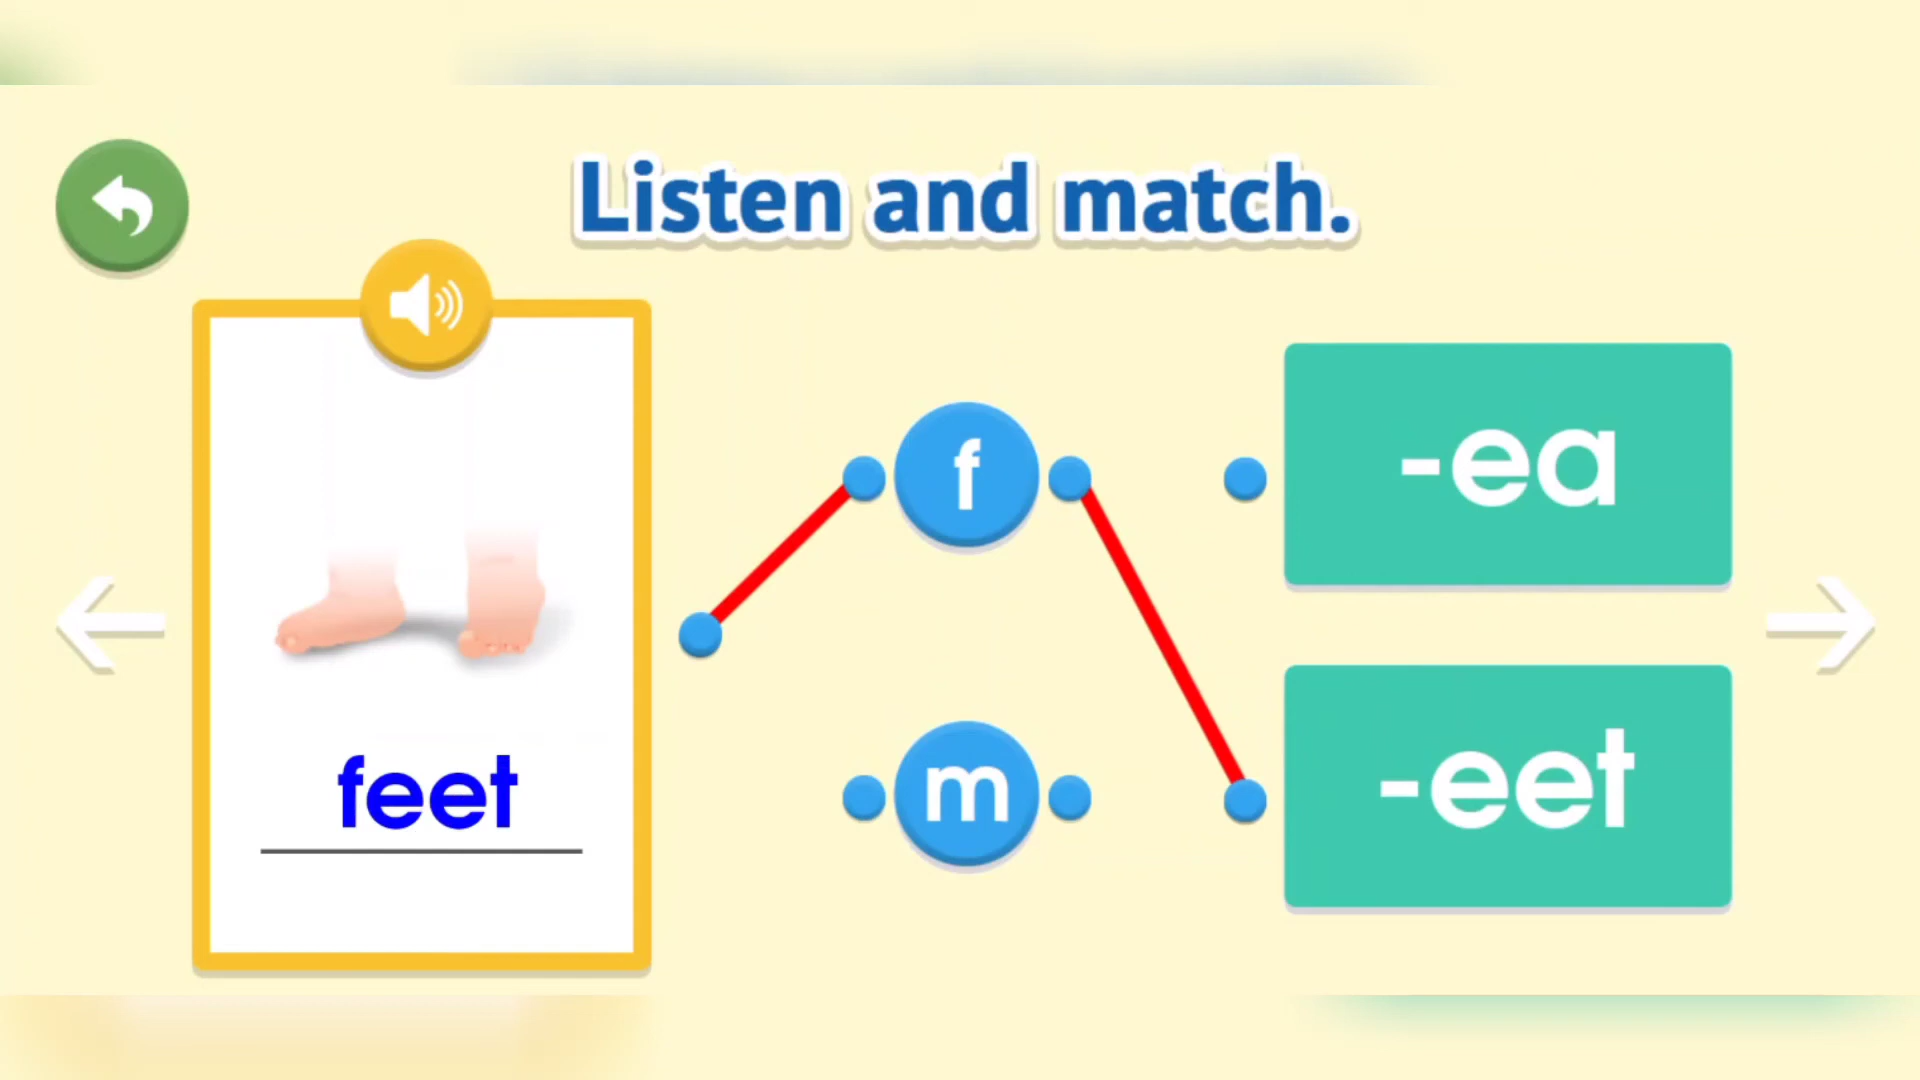 Listen and match.
f
-ea
feet
m
-eet